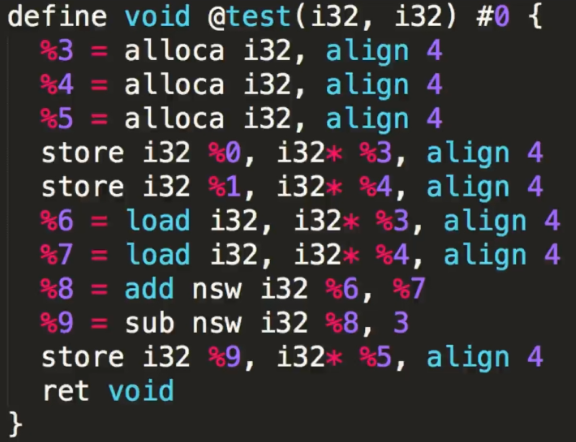 define void @test(i32, i32) #0 {
  %3 = alloca i32, align 4
  %4 = alloca i32, align 4
  %5 = alloca i32, align 4
  store i32 %0, i32* %3, align 4
  store i32 %1, i32* %4, align 4
  %6 = load i32, i32* %3, align 4
  %7 = load i32, i32* %4, align 4
  %8 = add nsw i32 %6, %7
  %9 = sub nsw i32 %8, 3
  store i32 %9, i32* %5, align 4
  ret void
}